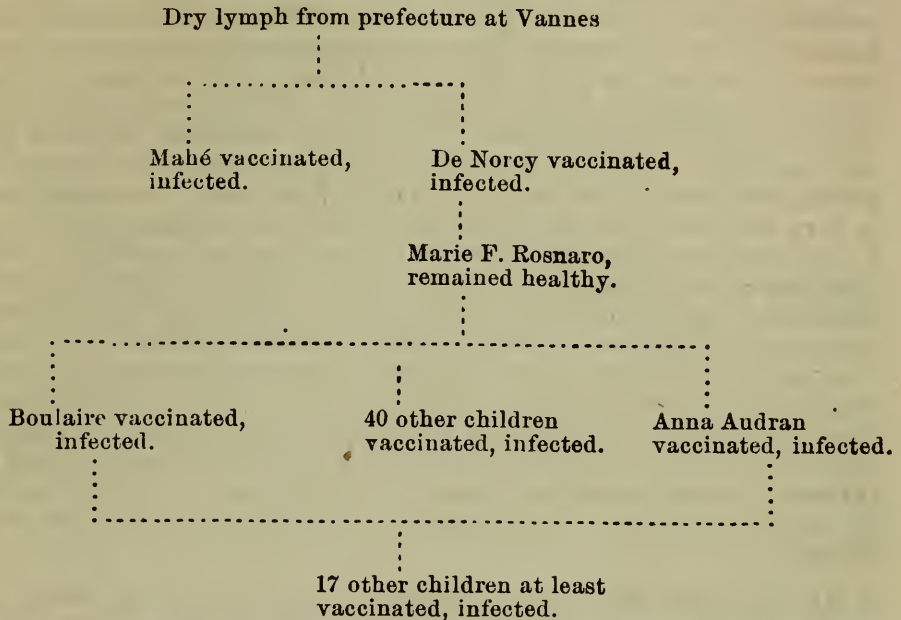 Dry lymph from prefecture at Vannes
Mahé vaccinated,
infected.
De Norcy vaccinated,
infected.
Marie F. Rosnaro,
remained healthy.
Boulaire vaccinated,
infected.
40 other children
vaccinated, infected.
Anna Audran
vaccinated, infected.
17 other children at least
vaccinated, infected.